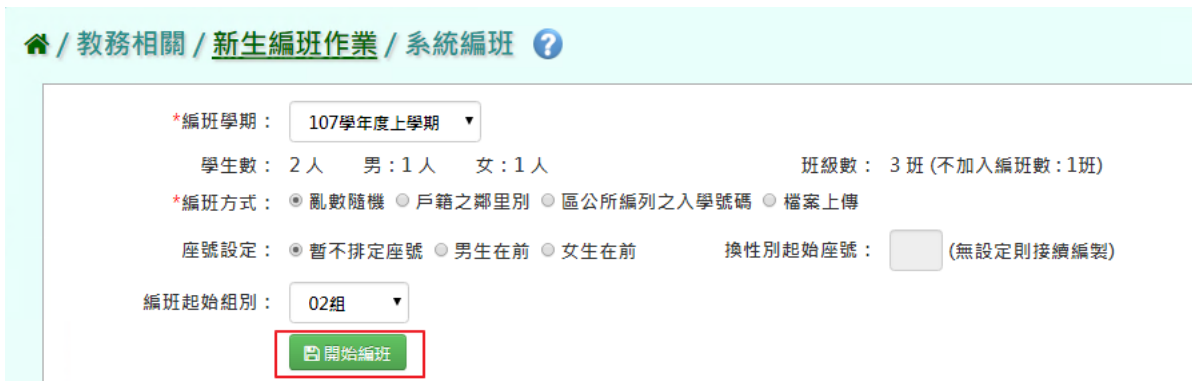 / 教務相關 / 新生編班作業 / 系統編班 ?
*編班學期： 107學年度上學期
學生數： 2人 男：1人 女：1人 班級數： 3 班 (不加入編班數：1班)
*編班方式： 亂數隨機 戶籍之鄰里別 區公所編列之入學號碼 檔案上傳
座號設定： 暫不排定座號 男生在前 女生在前 換性別起始座號： (無設定則接續編製)
編班起始組別： 02組
開始編班